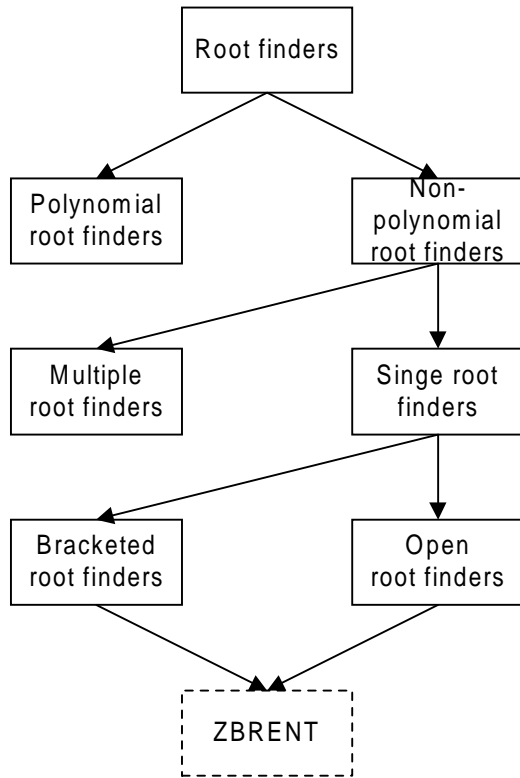 Root finders
Polynomial
root finders
Non-
polynomial
root finders
Multiple
root finders
Singe root
finders
Bracketed
root finders
Open
root finders
ZBRENT